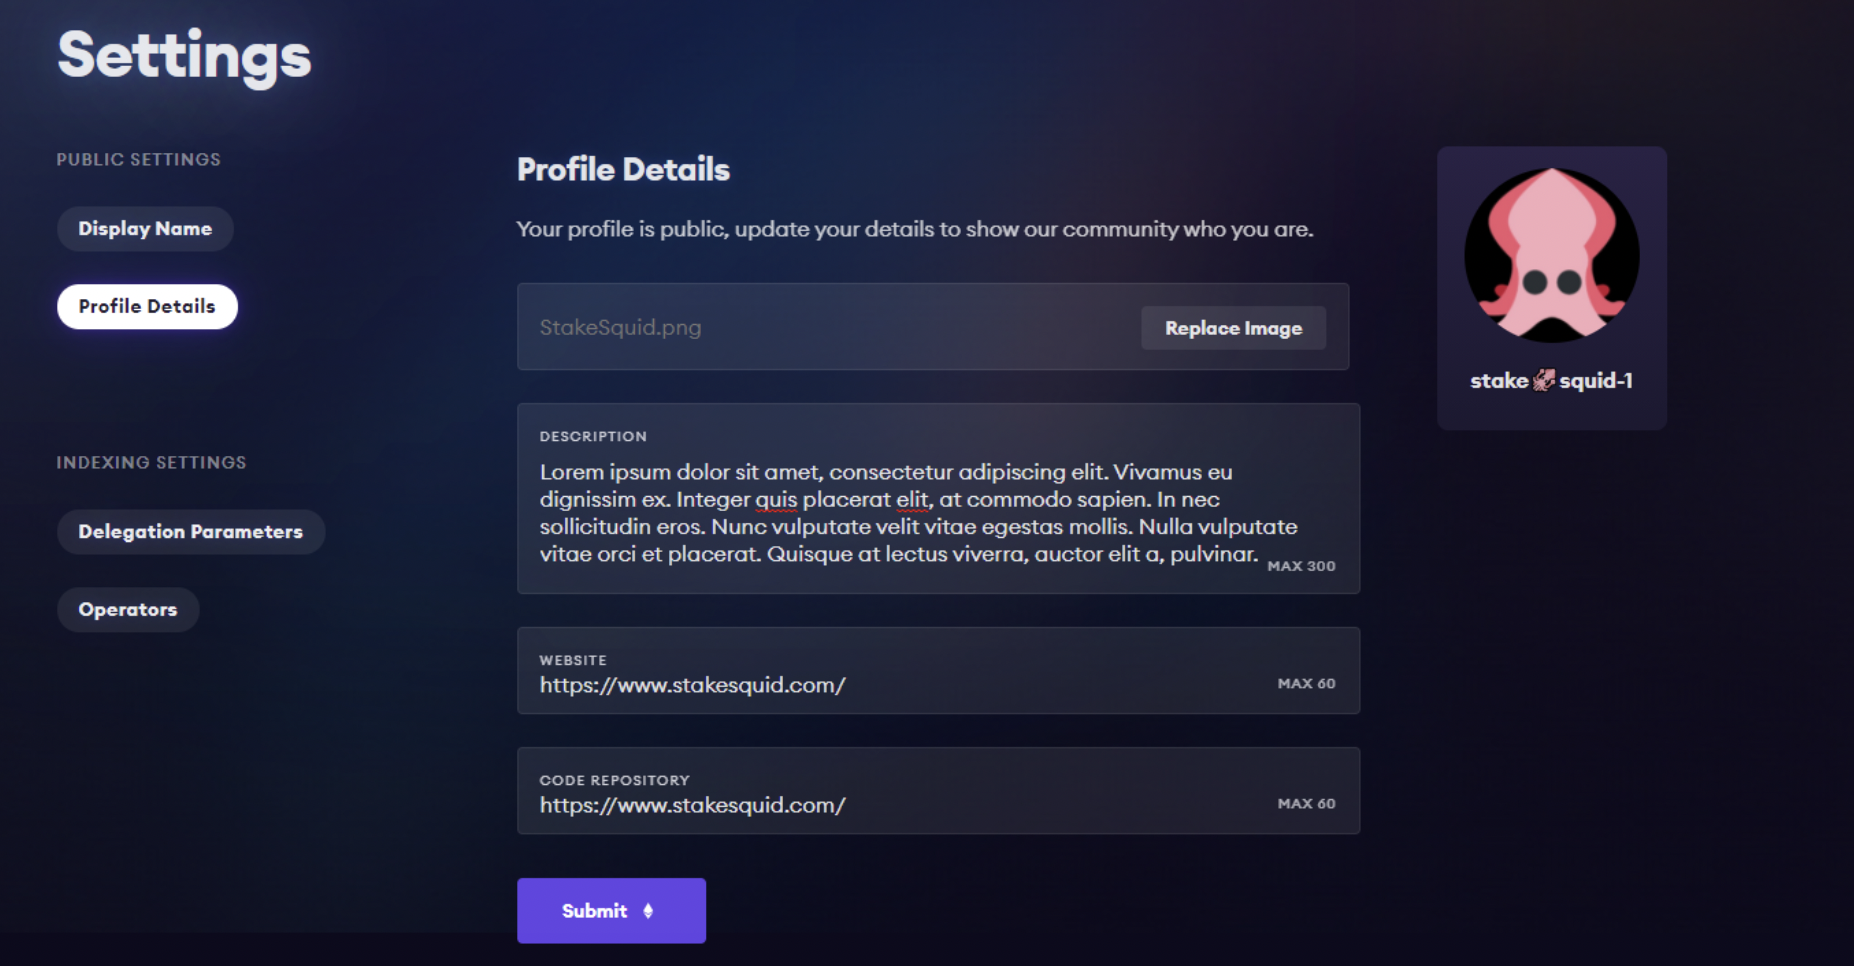 Settings
PUBLIC SETTINGS
Display Name
Profile Details
INDEXING SETTINGS
Delegation Parameters
Operators
Profile Details
Your profile is public, update your details to show our community who you are.
StakeSquid.png
Replace Image
DESCRIPTION
Lorem ipsum dolor sit amet, consectetur adipiscing elit. Vivamus eu
dignissim ex. Integer quis placerat elit, at commodo sapien. In nec
sollicitudin eros. Nunc vulputate velit vitae egestas mollis. Nulla vulputate
vitae orci et placerat. Quisque at lectus viverra, auctor elit a, pulvinar.
MAX 300
WEBSITE
https://www.stakesquid.com/
MAX 60
CODE REPOSITORY
https://www.stakesquid.com/
MAX 60
Submit
stake🦑squid-1